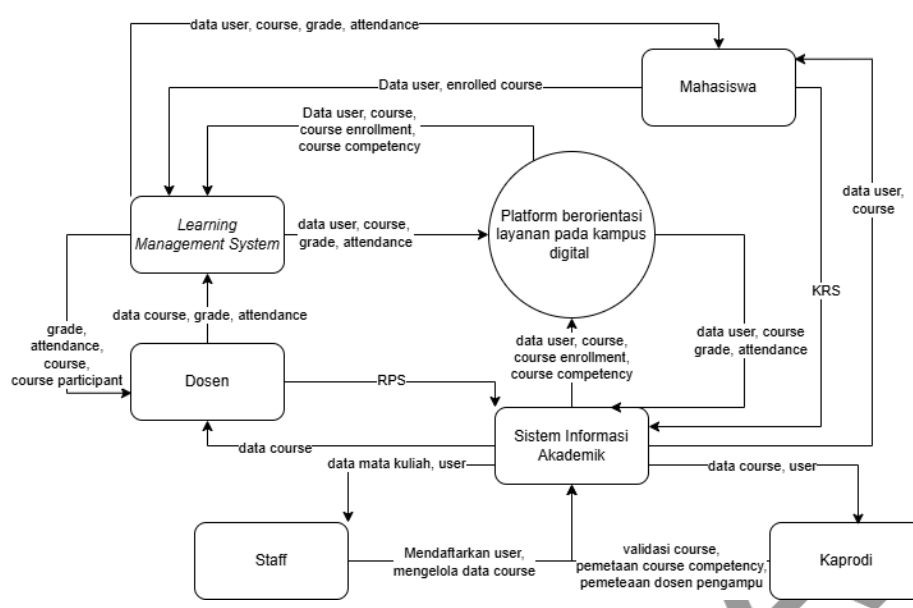 data user, course, grade, attendance
Mahasiswa
Data user, enrolled course
Data user, course,
course enrollment,
course competency
data user,
course
Platform berorientasi
layanan pada kampus
digital
Learning
Management System
data user, course,
grade, attendance
KRS
data course, grade, attendance
grade,
attendance,
course,
course participant
data user, course
grade, attendance
data user, course,
course enrollment,
course competency
Dosen
RPS
Sistem Informasi
Akademik
data course
data mata kuliah, user
data course, user
Staff
Mendaftarkan user,
mengelola data course
validasi course,
pemetaan course competency,
pemeteaan dosen pengampu
Kaprodi